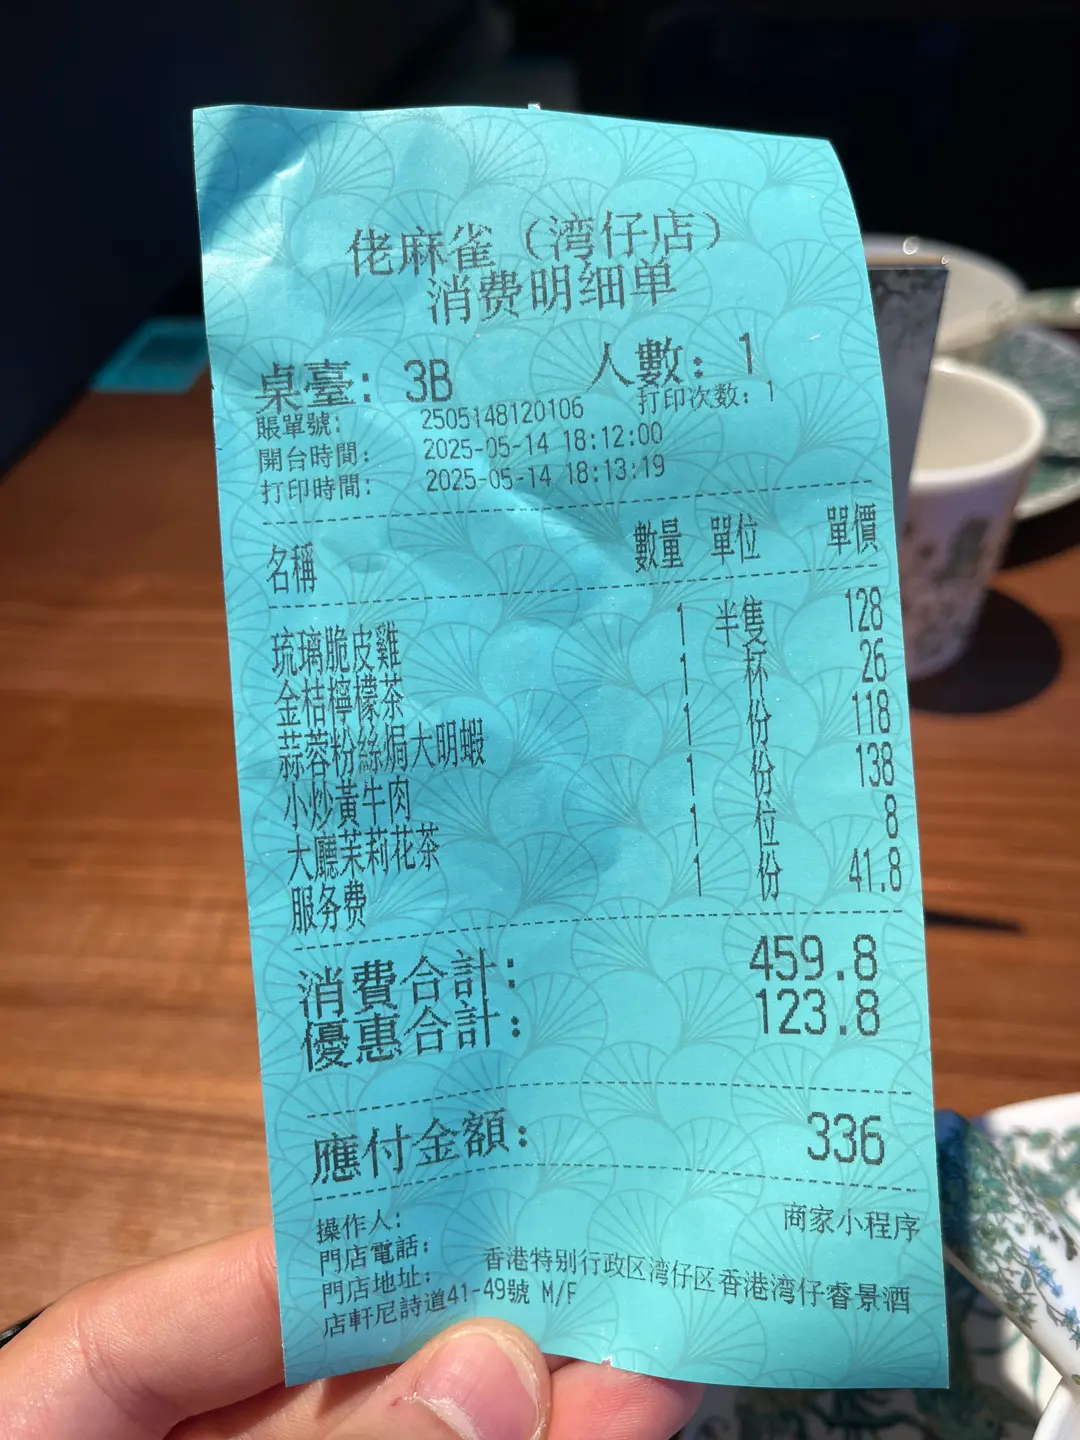 佬麻雀（湾仔店）
消费明细单
桌臺：3B 人數：1
賬單號： 2505148120106 打印次数：1
開台時間： 2025-05-14 18:12:00
打印時間： 2025-05-14 18:13:19
名稱 數量 單位 單價
琉璃脆皮雞 1 半隻 128
金桔檸檬茶 1 杯 26
蒜蓉粉絲焗大明蝦 1 份 118
小炒黃牛肉 1 份 138
大廳茉莉花茶 1 位 8
服务费 1 份 41.8
消費合計： 459.8
優惠合計： 123.8
應付金額： 336
操作人： 商家小程序
門店電話：
門店地址： 香港特别行政区湾仔区香港湾仔睿景酒
店軒尼詩道41-49號 M/F